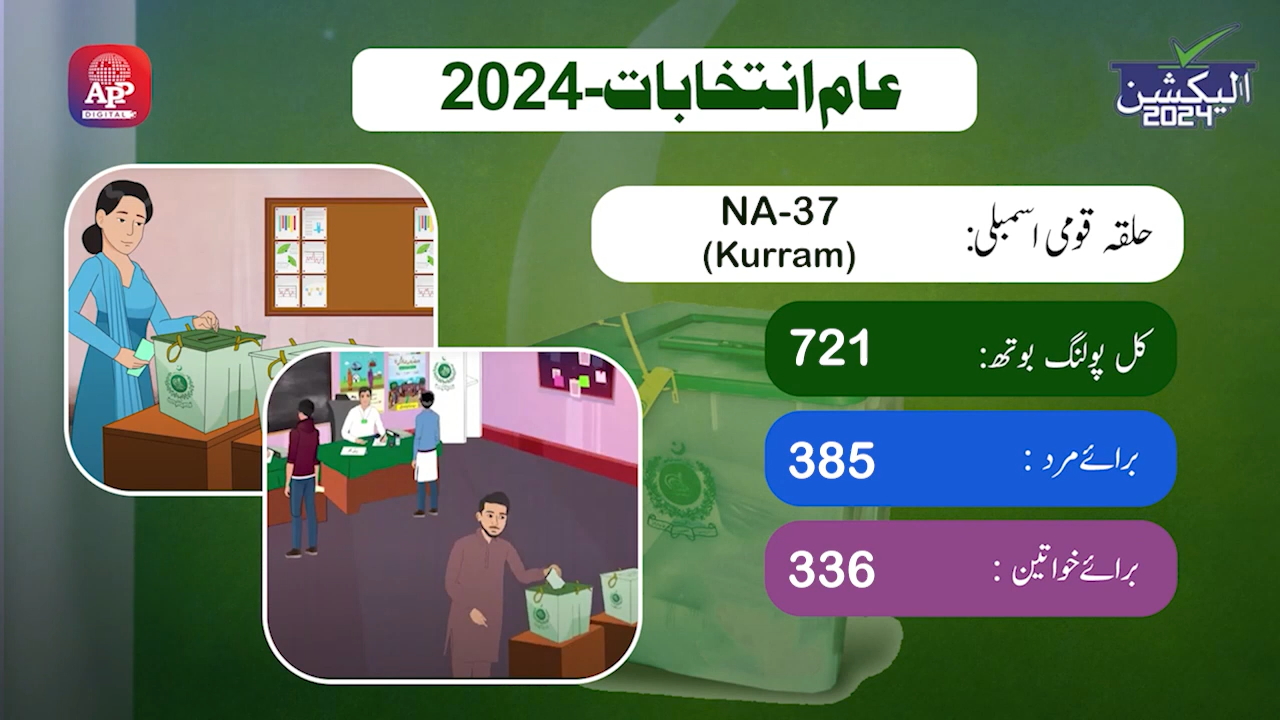 APP
DIGITAL
عام انتخابات-2024
الیکشن
2024
حلقہ قومی اسمبلی:
NA-37
(Kurram)
کل پولنگ بوتھ:
721
برائے مرد :
385
برائے خواتین :
336